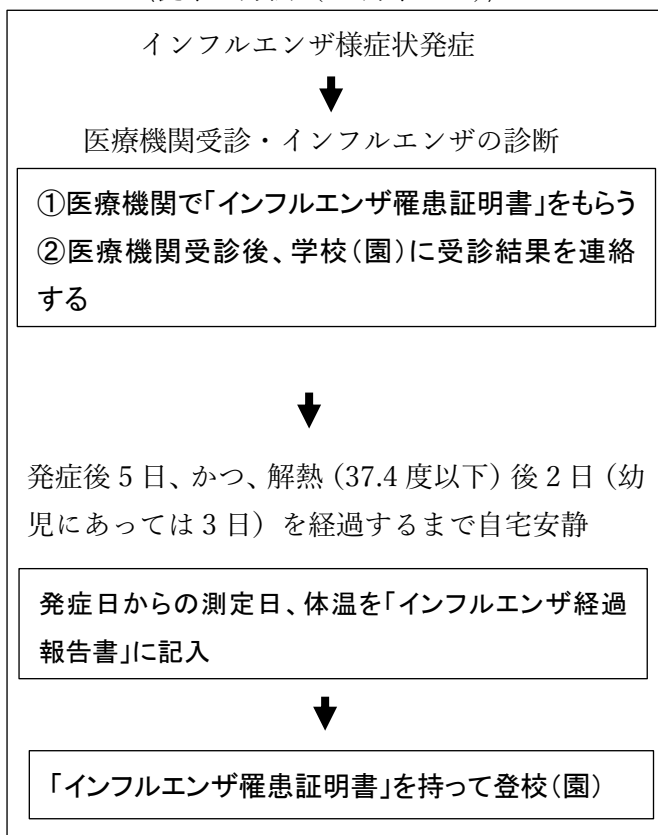 インフルエンザ様症状発症
医療機関受診・インフルエンザの診断
①医療機関で「インフルエンザ罹患証明書」をもらう
②医療機関受診後、学校(園)に受診結果を連絡
する
発症後5日、かつ、解熱(37.4度以下)後2日(幼
児にあっては3日)を経過するまで自宅安静
発症日からの測定日、体温を「インフルエンザ経過
報告書」に記入
「インフルエンザ罹患証明書」を持って登校(園)